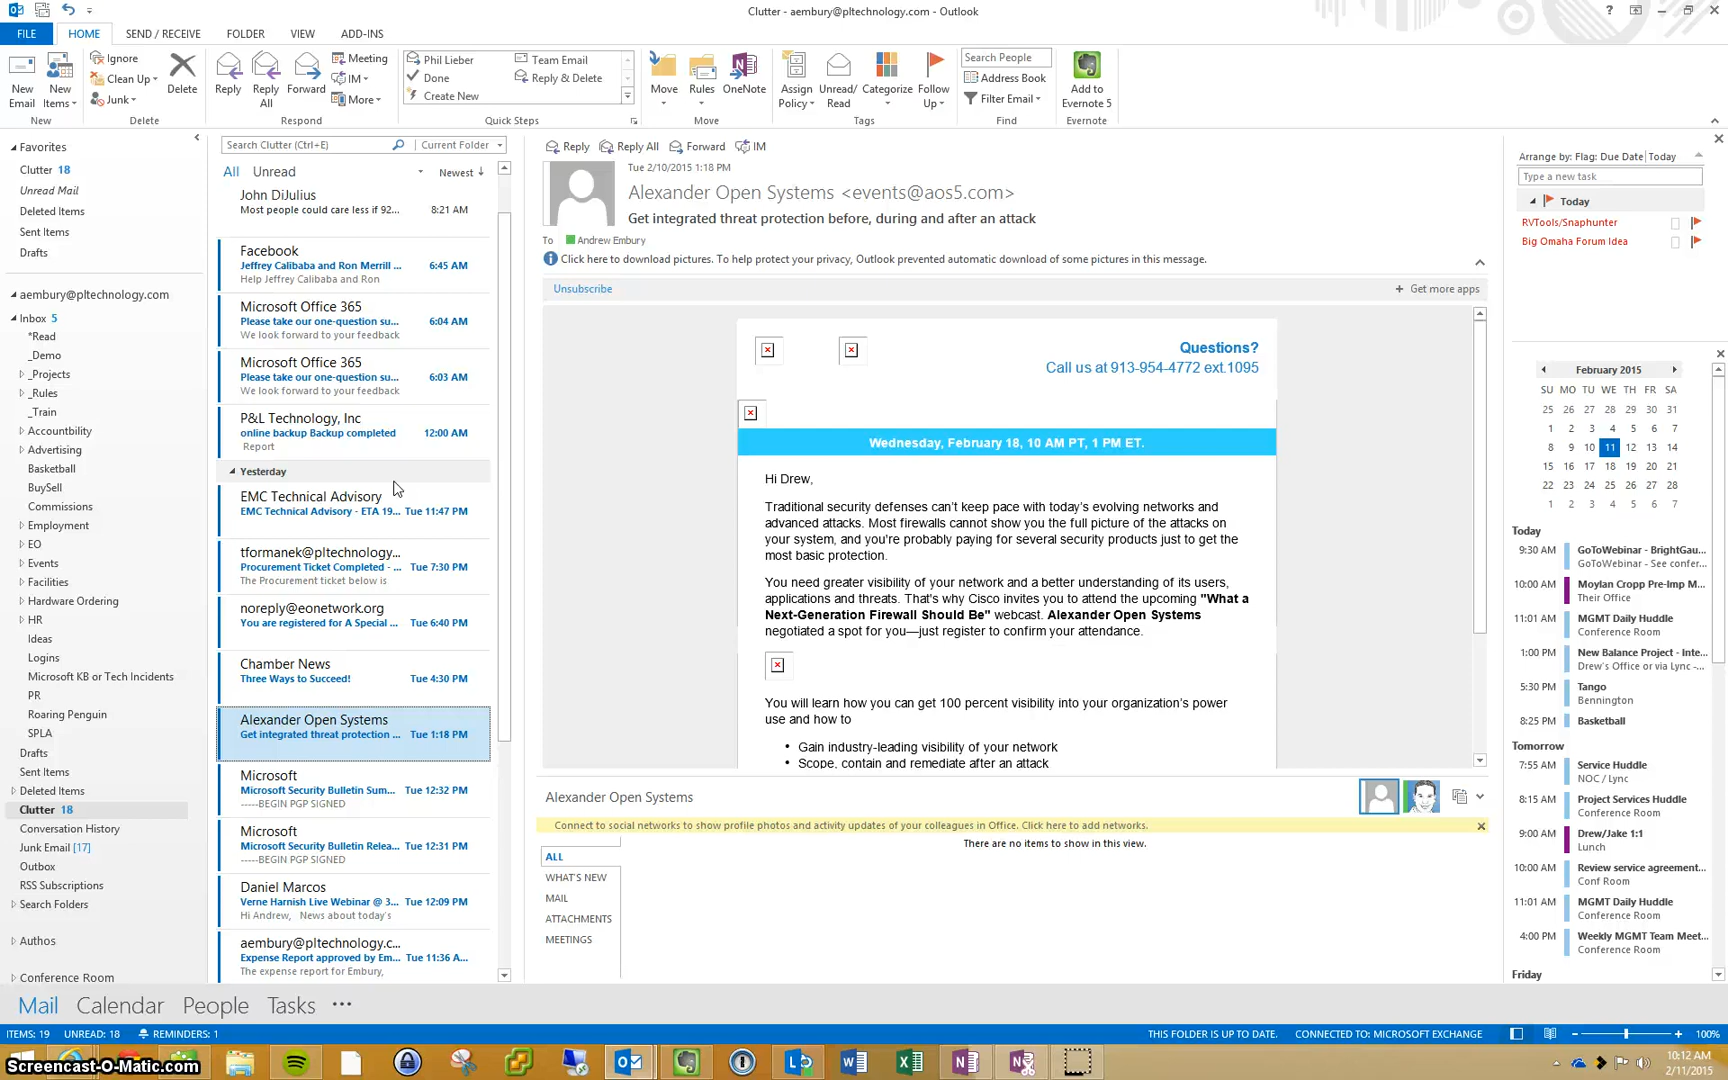 Clutter - aembury@pltechnology.com - Outlook
FILE HOME SEND / RECEIVE FOLDER VIEW ADD-INS
New Email
New Items
New
Ignore
Clean Up
Junk
Delete
Delete
Reply
Reply All
Forward
Meeting
IM
More
Respond
Phil Lieber
Done
Create New
Team Email
Reply & Delete
Quick Steps
Move
Rules
OneNote
Move
Assign Policy
Unread/ Read
Categorize
Follow Up
Tags
Search People
Address Book
Filter Email
Find
Add to Evernote 5
Evernote
Favorites
Clutter 18
Unread Mail
Deleted Items
Sent Items
Drafts
aembury@pltechnology.com
Inbox 5
*Read
_Demo
_Projects
_Rules
_Train
Accountbility
Advertising
Basketball
BuySell
Commissions
Employment
EO
Events
Facilities
Hardware Ordering
HR
Ideas
Logins
Microsoft KB or Tech Incidents
PR
Roaring Penguin
SPLA
Drafts
Sent Items
Deleted Items
Clutter 18
Conversation History
Junk Email [17]
Outbox
RSS Subscriptions
Search Folders
Authos
Conference Room
Search Clutter (Ctrl+E)
Current Folder
All Unread
Newest
John DiJulius
Most people could care less if 92... 8:21 AM
Facebook
Jeffrey Calibaba and Ron Merrill ... 6:45 AM
Help Jeffrey Calibaba and Ron
Microsoft Office 365
Please take our one-question su... 6:04 AM
We look forward to your feedback
Microsoft Office 365
Please take our one-question su... 6:03 AM
We look forward to your feedback
P&L Technology, Inc
online backup Backup completed 12:00 AM
Report
Yesterday
EMC Technical Advisory
EMC Technical Advisory - ETA 19... Tue 11:47 PM
tformanek@pltechnology...
Procurement Ticket Completed - ... Tue 7:30 PM
The Procurement ticket below is
noreply@eonetwork.org
You are registered for A Special ... Tue 6:40 PM
Chamber News
Three Ways to Succeed! Tue 4:30 PM
Alexander Open Systems
Get integrated threat protection ... Tue 1:18 PM
Microsoft
Microsoft Security Bulletin Sum... Tue 12:32 PM
-----BEGIN PGP SIGNED
Microsoft
Microsoft Security Bulletin Relea... Tue 12:31 PM
-----BEGIN PGP SIGNED
Daniel Marcos
Verne Harnish Live Webinar @ 3... Tue 12:09 PM
Hi Andrew, News about today's
aembury@pltechnology.c...
Expense Report approved by Em... Tue 11:36 A...
The expense report for Embury,
Reply Reply All Forward IM
Tue 2/10/2015 1:18 PM
Alexander Open Systems <events@aos5.com>
Get integrated threat protection before, during and after an attack
To Andrew Embury
Click here to download pictures. To help protect your privacy, Outlook prevented automatic download of some pictures in this message.
Unsubscribe
+ Get more apps
Questions?
Call us at 913-954-4772 ext.1095
Wednesday, February 18, 10 AM PT, 1 PM ET.
Hi Drew,
Traditional security defenses can't keep pace with today's evolving networks and
advanced attacks. Most firewalls cannot show you the full picture of the attacks on
your system, and you're probably paying for several security products just to get the
most basic protection.
You need greater visibility of your network and a better understanding of its users,
applications and threats. That's why Cisco invites you to attend the upcoming "What a
Next-Generation Firewall Should Be" webcast. Alexander Open Systems
negotiated a spot for you—just register to confirm your attendance.
You will learn how you can get 100 percent visibility into your organization's power
use and how to
• Gain industry-leading visibility of your network
• Scope, contain and remediate after an attack
Alexander Open Systems
Connect to social networks to show profile photos and activity updates of your colleagues in Office. Click here to add networks.
ALL
WHAT'S NEW
MAIL
ATTACHMENTS
MEETINGS
There are no items to show in this view.
Arrange by: Flag: Due Date Today
Type a new task
Today
RVTools/Snaphunter
Big Omaha Forum Idea
February 2015
SU MO TU WE TH FR SA
25 26 27 28 29 30 31
1 2 3 4 5 6 7
8 9 10 11 12 13 14
15 16 17 18 19 20 21
22 23 24 25 26 27 28
1 2 3 4 5 6 7
Today
9:30 AM GoToWebinar - BrightGau...
GoToWebinar - See confer...
10:00 AM Moylan Cropp Pre-Imp M...
Their Office
11:01 AM MGMT Daily Huddle
Conference Room
1:00 PM New Balance Project - Inte...
Drew's Office or via Lync -...
5:30 PM Tango
Bennington
8:25 PM Basketball
Tomorrow
7:55 AM Service Huddle
NOC / Lync
8:15 AM Project Services Huddle
Conference Room
9:00 AM Drew/Jake 1:1
Lunch
10:00 AM Review service agreement...
Conf Room
11:01 AM MGMT Daily Huddle
Conference Room
4:00 PM Weekly MGMT Team Meet...
Conference Room
Friday
Mail Calendar People Tasks ...
ITEMS: 19 UNREAD: 18 REMINDERS: 1
THIS FOLDER IS UP TO DATE. CONNECTED TO: MICROSOFT EXCHANGE
100%
Screencast-O-Matic.com
10:12 AM
2/11/2015